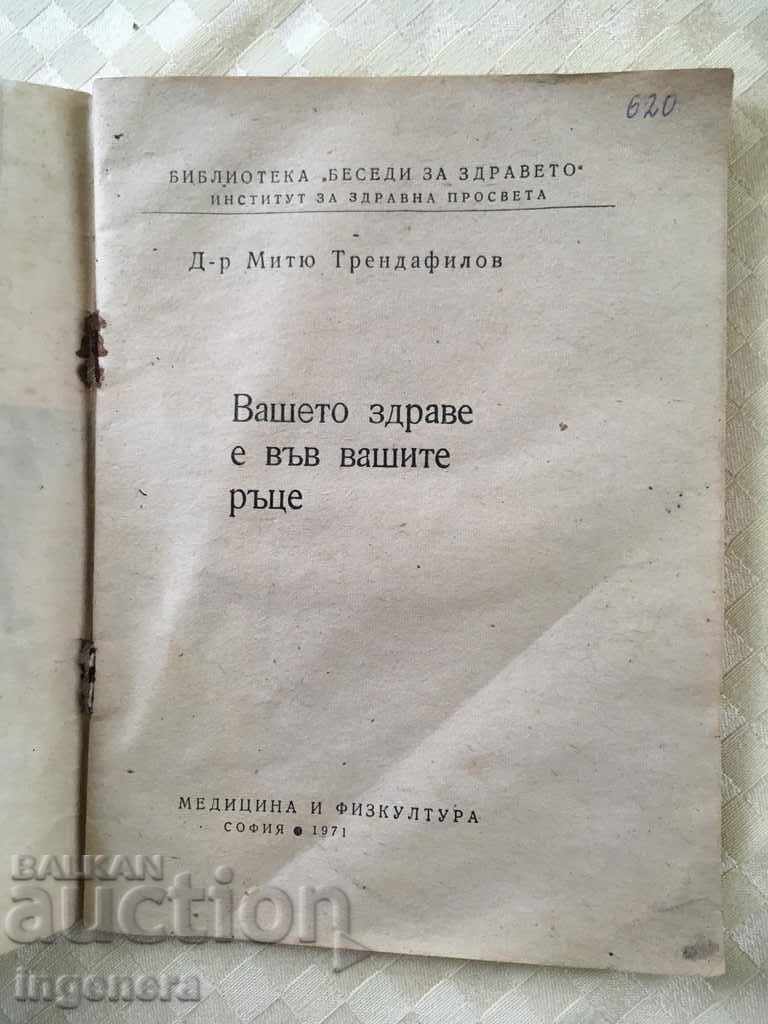 620
БИБЛИОТЕКА „БЕСЕДИ ЗА ЗДРАВЕТО“
ИНСТИТУТ ЗА ЗДРАВНА ПРОСВЕТА
Д-р Митю Трендафилов
Вашето здраве
е във вашите
ръце
МЕДИЦИНА И ФИЗКУЛТУРА
СОФИЯ ● 1971
BALKAN
auction
ingenera